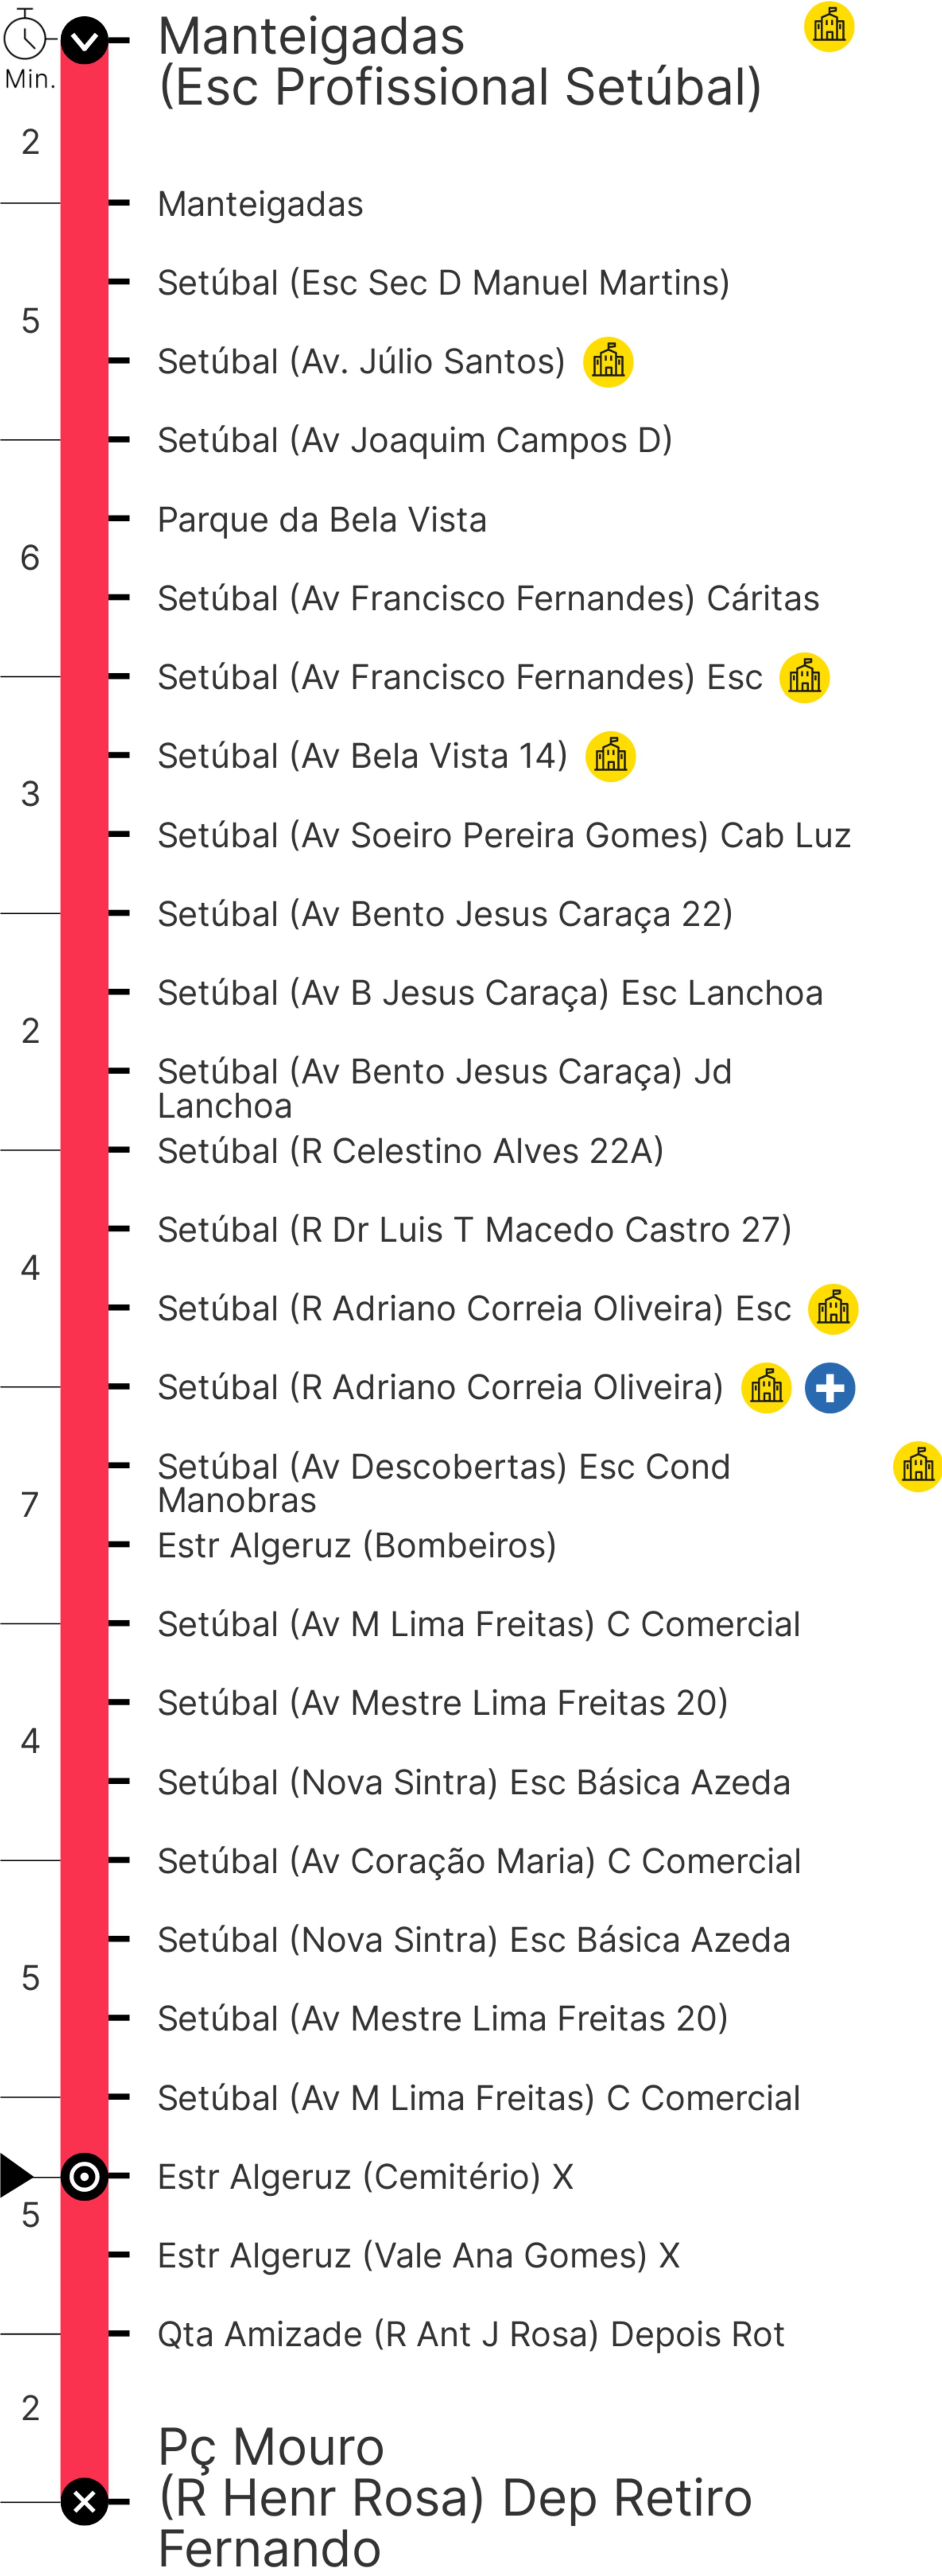 Manteigadas
(Esc Profissional Setúbal)
Min.
2
Manteigadas
Setúbal (Esc Sec D Manuel Martins)
5
Setúbal (Av. Júlio Santos)
Setúbal (Av Joaquim Campos D)
Parque da Bela Vista
6
Setúbal (Av Francisco Fernandes) Cáritas
Setúbal (Av Francisco Fernandes) Esc
Setúbal (Av Bela Vista 14)
3
Setúbal (Av Soeiro Pereira Gomes) Cab Luz
Setúbal (Av Bento Jesus Caraça 22)
Setúbal (Av B Jesus Caraça) Esc Lanchoa
2
Setúbal (Av Bento Jesus Caraça) Jd
Lanchoa
Setúbal (R Celestino Alves 22A)
Setúbal (R Dr Luis T Macedo Castro 27)
4
Setúbal (R Adriano Correia Oliveira) Esc
Setúbal (R Adriano Correia Oliveira)
Setúbal (Av Descobertas) Esc Cond
Manobras
7
Estr Algeruz (Bombeiros)
Setúbal (Av M Lima Freitas) C Comercial
Setúbal (Av Mestre Lima Freitas 20)
4
Setúbal (Nova Sintra) Esc Básica Azeda
Setúbal (Av Coração Maria) C Comercial
Setúbal (Nova Sintra) Esc Básica Azeda
5
Setúbal (Av Mestre Lima Freitas 20)
Setúbal (Av M Lima Freitas) C Comercial
Estr Algeruz (Cemitério) X
5
Estr Algeruz (Vale Ana Gomes) X
Qta Amizade (R Ant J Rosa) Depois Rot
2
Pç Mouro
(R Henr Rosa) Dep Retiro
Fernando